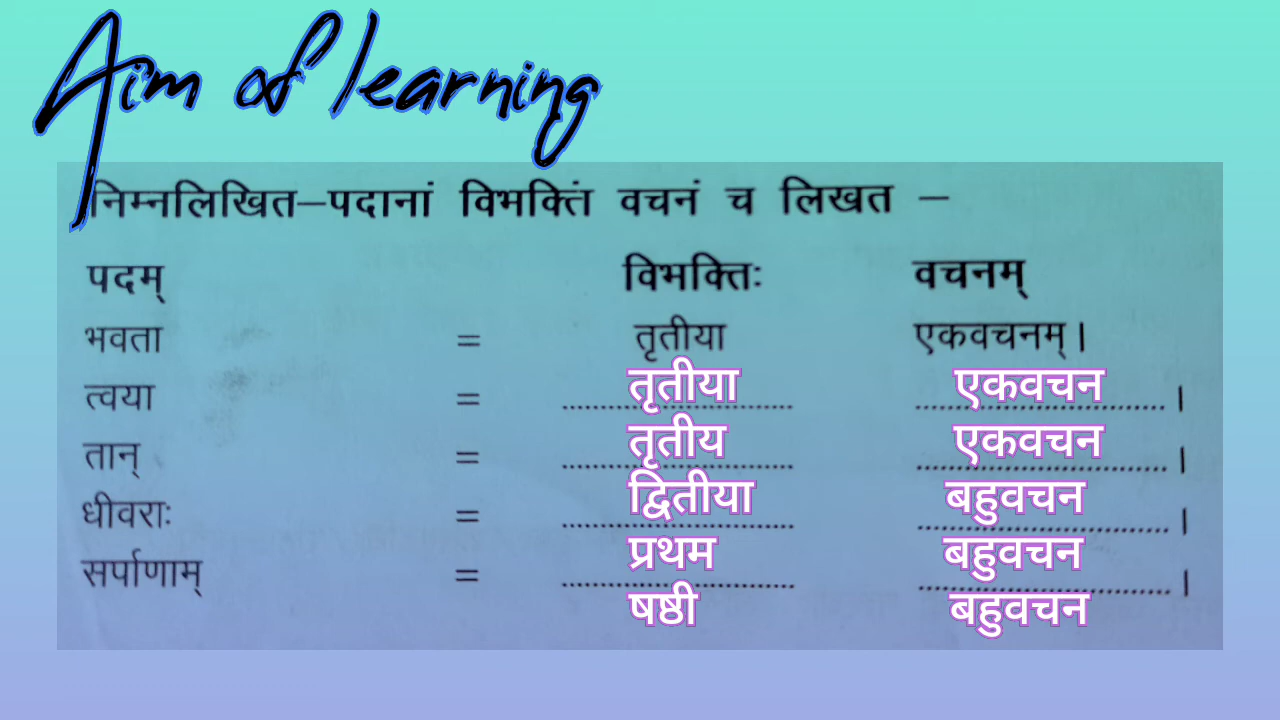 Aim of learning
निम्नलिखित–पदानां विभक्तिं वचनं च लिखत –
पदम् विभक्तिः वचनम्
भवता = तृतीया एकवचनम्।
त्वया = तृतीया एकवचन ।
तान् = तृतीय एकवचन ।
धीवराः = द्वितीया बहुवचन ।
सर्पाणाम् = प्रथम बहुवचन ।
षष्ठी बहुवचन